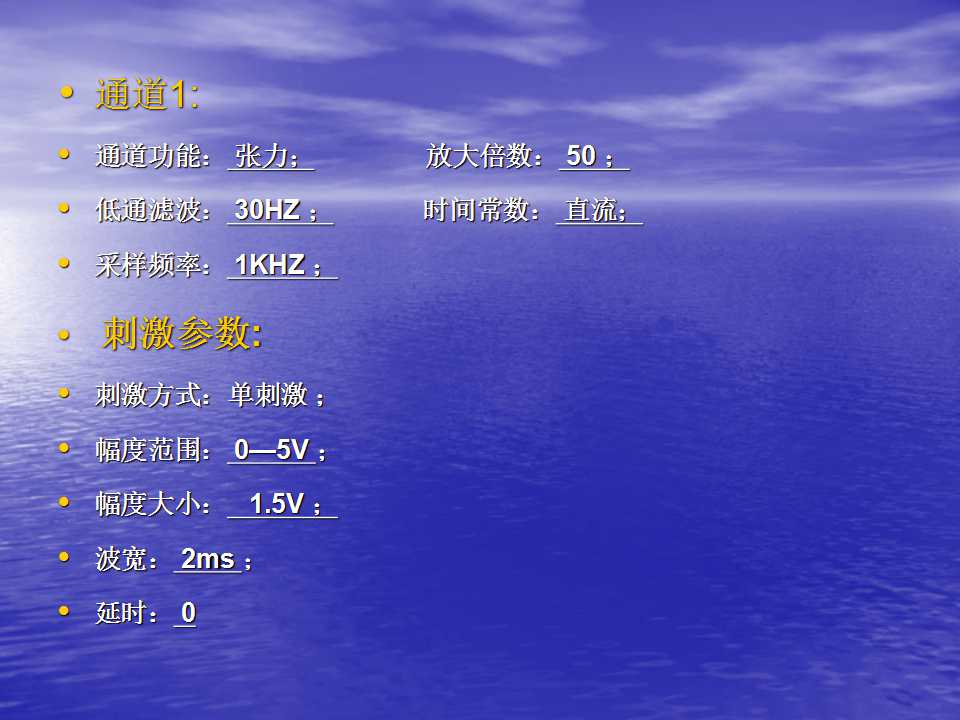 • 通道1:
• 通道功能： 张力； 放大倍数： 50 ；
• 低通滤波： 30HZ ； 时间常数： 直流；
• 采样频率： 1KHZ ；
• 刺激参数:
• 刺激方式：单刺激 ；
• 幅度范围： 0—5V ；
• 幅度大小： 1.5V ；
• 波宽： 2ms ；
• 延时： 0